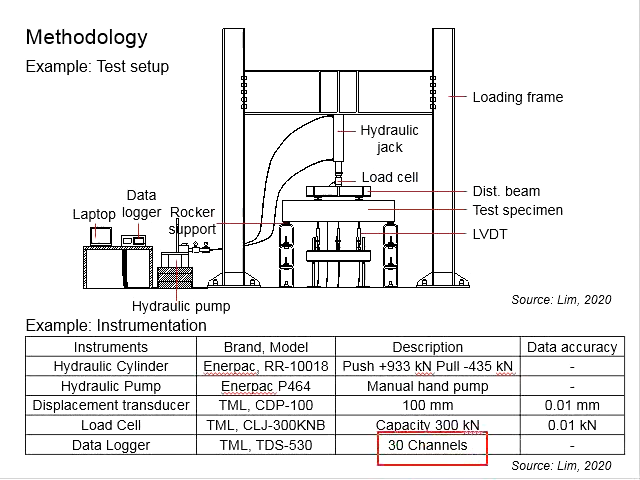 Methodology
Example: Test setup
Loading frame
Hydraulic
jack
Load cell
Dist. beam
Test specimen
LVDT
Data
logger
Laptop
Rocker
support
Hydraulic pump
Source: Lim, 2020
Example: Instrumentation
Instruments Brand, Model Description Data accuracy
Hydraulic Cylinder Enerpac, RR-10018 Push +933 kN Pull -435 kN -
Hydraulic Pump Enerpac P464 Manual hand pump -
Displacement transducer TML, CDP-100 100 mm 0.01 mm
Load Cell TML, CLJ-300KNB Capacity 300 kN 0.01 kN
Data Logger TML, TDS-530 30 Channels -
Source: Lim, 2020